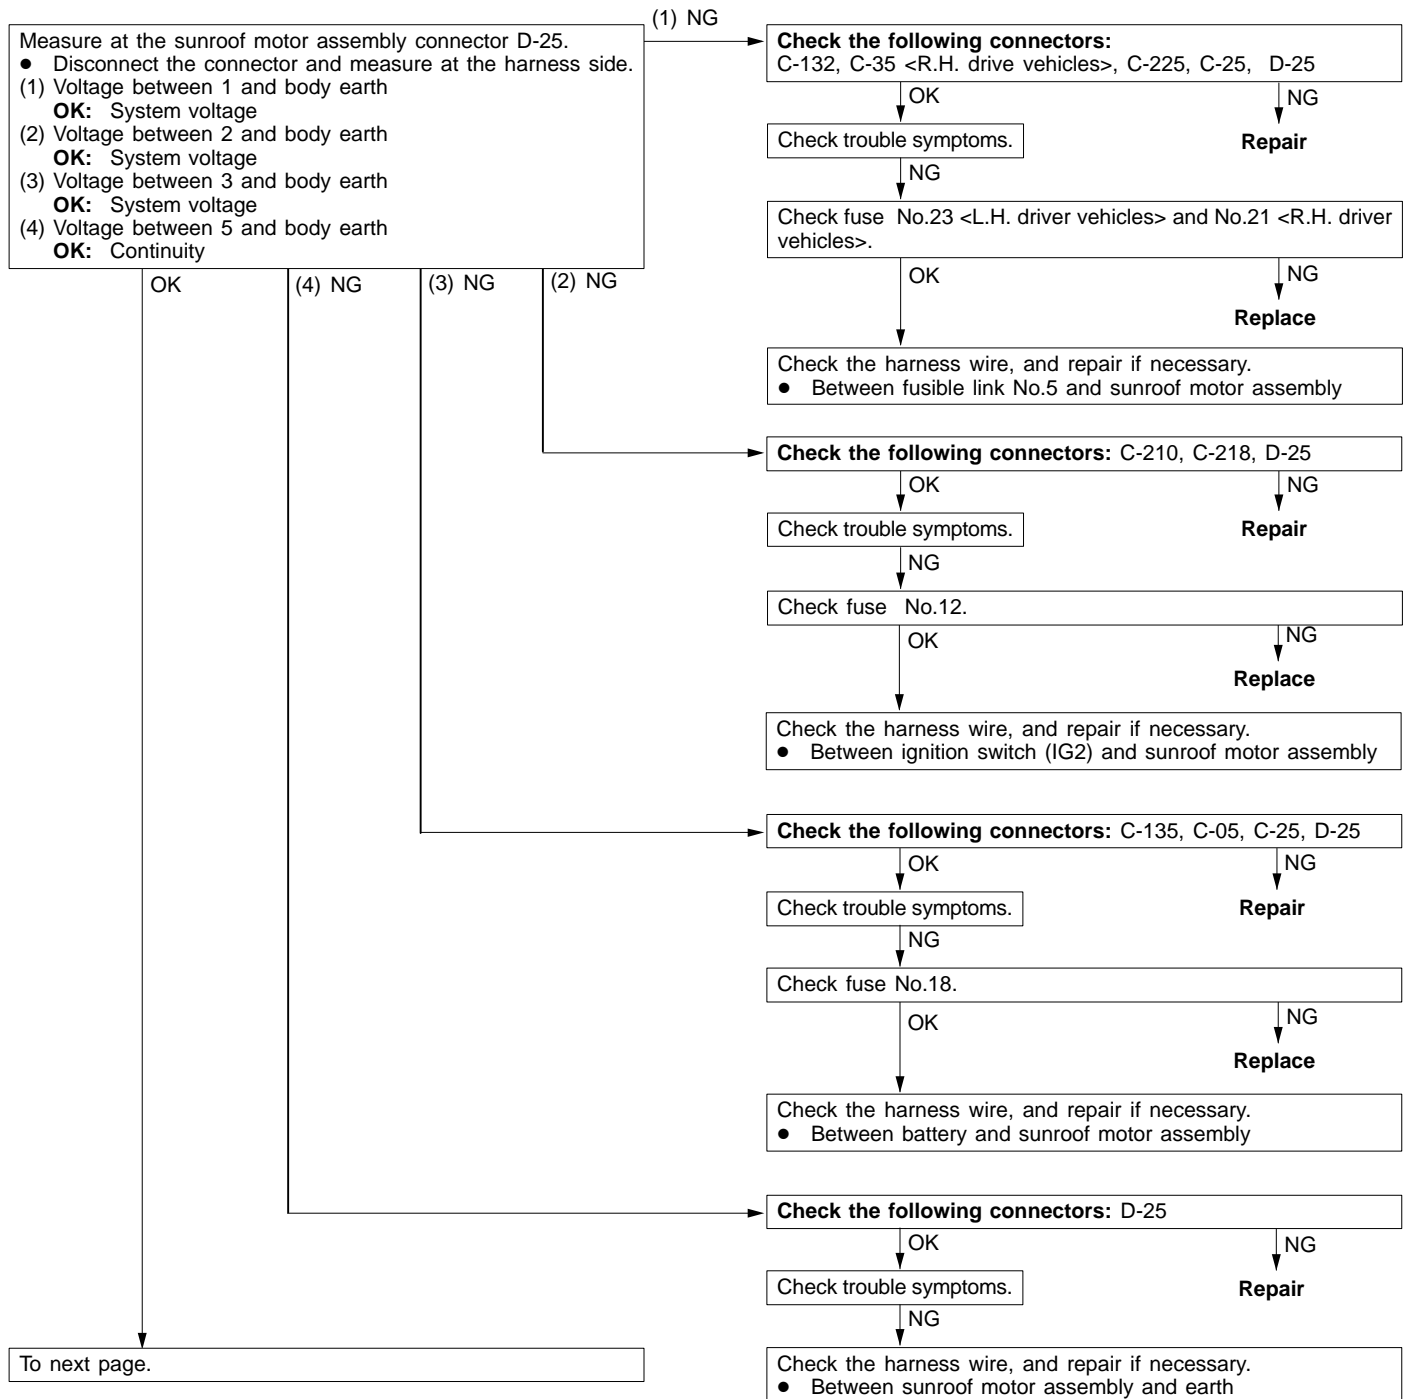 (1) NG
Measure at the sunroof motor assembly connector D-25.
● Disconnect the connector and measure at the harness side.
(1) Voltage between 1 and body earth
OK: System voltage
(2) Voltage between 2 and body earth
OK: System voltage
(3) Voltage between 3 and body earth
OK: System voltage
(4) Voltage between 5 and body earth
OK: Continuity
OK
(4) NG
(3) NG
(2) NG
Check the following connectors:
C-132, C-35 <R.H. drive vehicles>, C-225, C-25, D-25
OK
NG
Check trouble symptoms.
Repair
NG
Check fuse No.23 <L.H. driver vehicles> and No.21 <R.H. driver
vehicles>.
OK
NG
Replace
Check the harness wire, and repair if necessary.
● Between fusible link No.5 and sunroof motor assembly
Check the following connectors: C-210, C-218, D-25
OK
NG
Check trouble symptoms.
Repair
NG
Check fuse No.12.
OK
NG
Replace
Check the harness wire, and repair if necessary.
● Between ignition switch (IG2) and sunroof motor assembly
Check the following connectors: C-135, C-05, C-25, D-25
OK
NG
Check trouble symptoms.
Repair
NG
Check fuse No.18.
OK
NG
Replace
Check the harness wire, and repair if necessary.
● Between battery and sunroof motor assembly
Check the following connectors: D-25
OK
NG
Check trouble symptoms.
Repair
NG
To next page.
Check the harness wire, and repair if necessary.
● Between sunroof motor assembly and earth